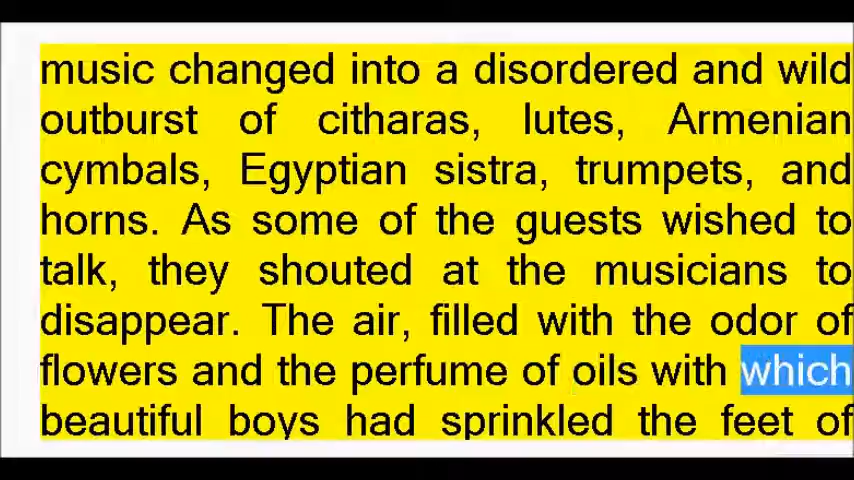 music changed into a disordered and wild
outburst of citharas, lutes, Armenian
cymbals, Egyptian sistra, trumpets, and
horns. As some of the guests wished to
talk, they shouted at the musicians to
disappear. The air, filled with the odor of
flowers and the perfume of oils with which
beautiful boys had sprinkled the feet of